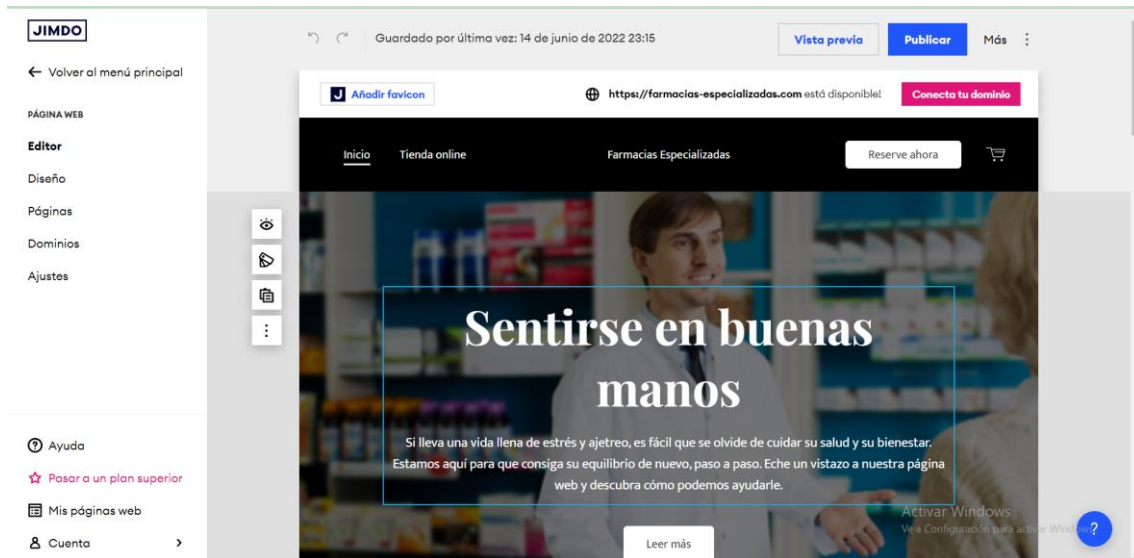 JIMDO
Guardado por última vez: 14 de junio de 2022 23:15
Vista previa
Publicar
Más
Volver al menú principal
J Añadir favicon
https://farmacias-especializadas.com está disponible!
Conecta tu dominio
PÁGINA WEB
Editor
Diseño
Páginas
Dominios
Ajustes
Inicio
Tienda online
Farmacias Especializadas
Reserve ahora
Sentirse en buenas
manos
Si lleva una vida llena de estrés y ajetreo, es fácil que se olvide de cuidar su salud y su bienestar.
Estamos aquí para que consiga su equilibrio de nuevo, paso a paso. Eche un vistazo a nuestra página
web y descubra cómo podemos ayudarle.
Leer más
Ayuda
Pasar a un plan superior
Mis páginas web
Cuenta
Activar Windows
Ve a Configuración para activar Windows.
?